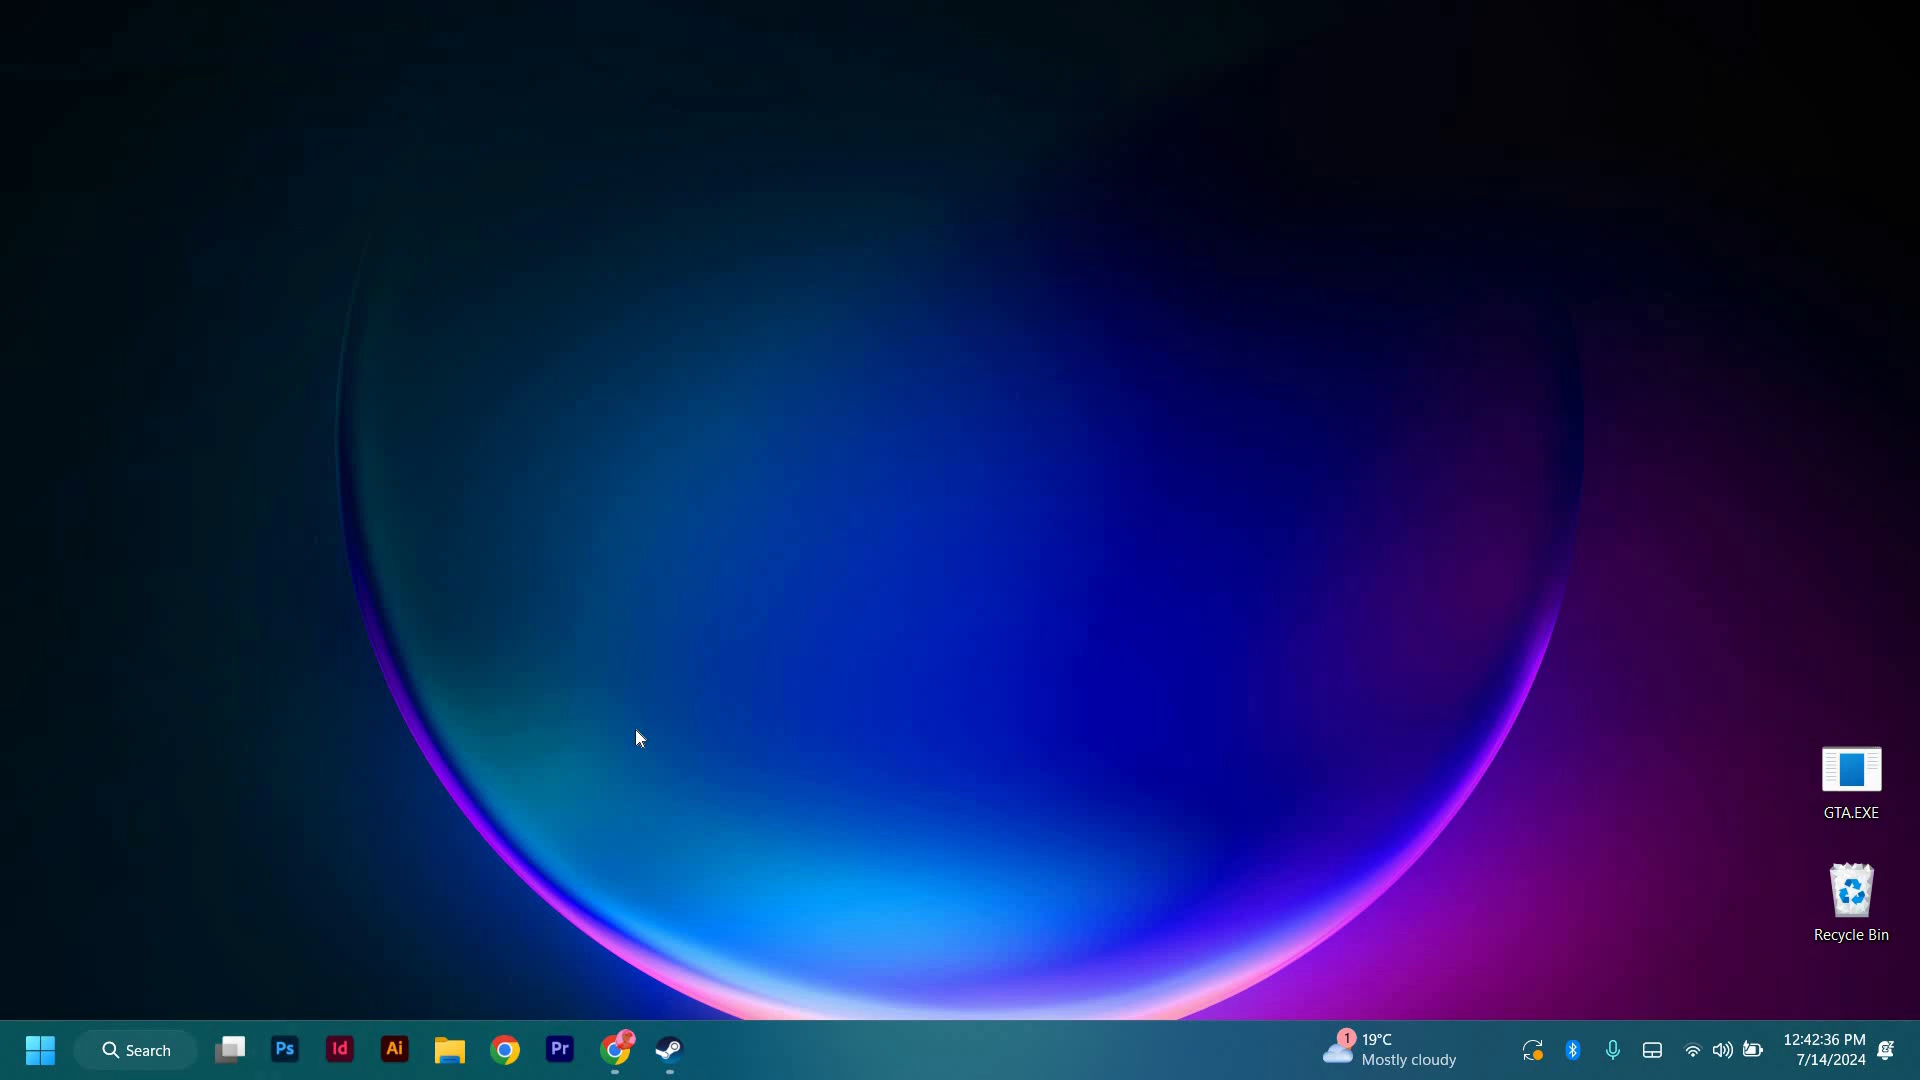 GTA.EXE
Recycle Bin
Search
Ps
Id
Ai
Pr
1
19°C
Mostly cloudy
12:42:36 PM
7/14/2024